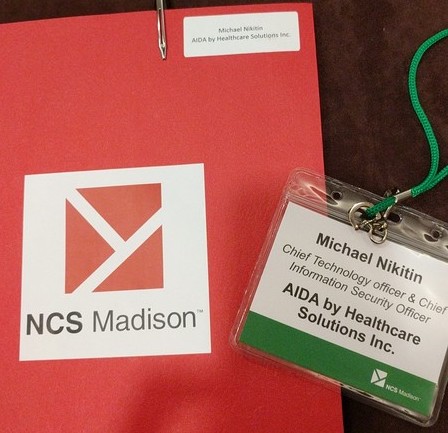 Michael Nikitin
AIDA by Healthcare Solutions Inc.
NCS Madison™
Michael Nikitin
Chief Technology officer & Chief
Information Security Officer
AIDA by Healthcare
Solutions Inc.
NCS Madison